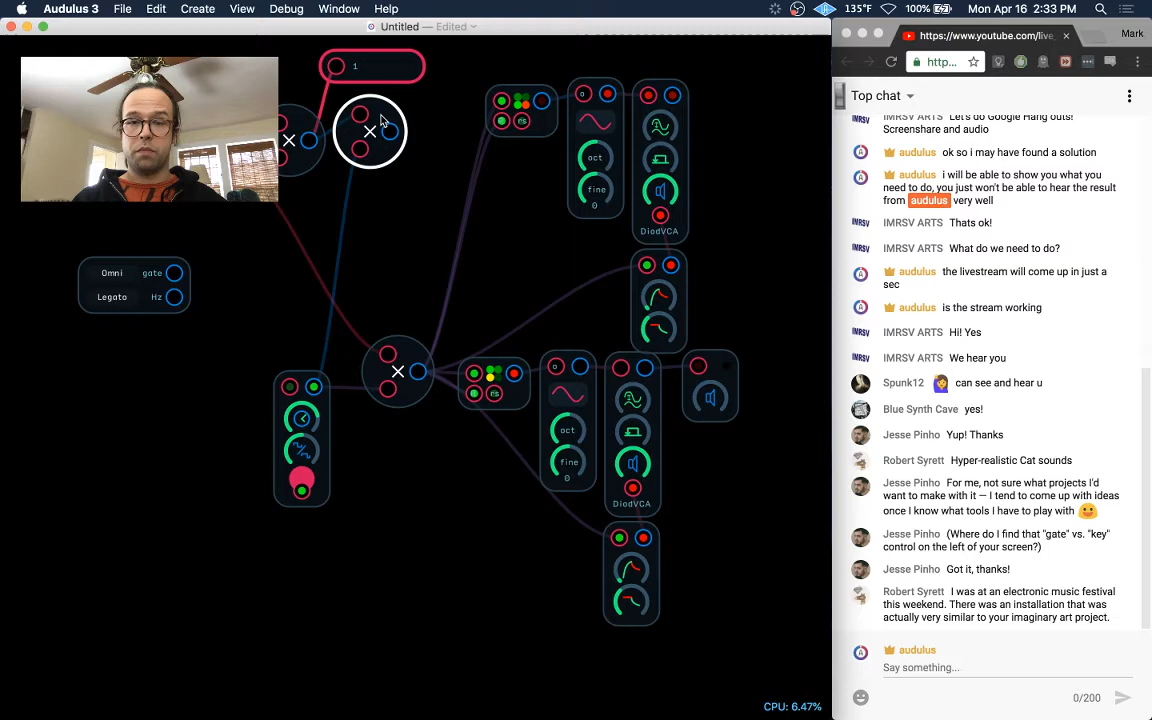 Audulus 3 File Edit Create View Debug Window Help
135°F 100% Mon Apr 16 2:33 PM
Untitled — Edited
1
Omni gate
Legato Hz
oct
fine
0
DiodVCA
oct
fine
0
DiodVCA
CPU: 6.47%
https://www.youtube.com/live_
Mark
http...
Top chat
IMRSV ARTS Let's do Google Hang outs!
Screenshare and audio
audulus ok so i may have found a solution
audulus i will be able to show you what you
need to do, you just won't be able to hear the result
from audulus very well
IMRSV ARTS Thats ok!
IMRSV ARTS What do we need to do?
audulus the livestream will come up in just a
sec
audulus is the stream working
IMRSV ARTS Hi! Yes
IMRSV ARTS We hear you
Spunk12 can see and hear u
Blue Synth Cave yes!
Jesse Pinho Yup! Thanks
Robert Syrett Hyper-realistic Cat sounds
Jesse Pinho For me, not sure what projects I'd
want to make with it — I tend to come up with ideas
once I know what tools I have to play with
Jesse Pinho (Where do I find that "gate" vs. "key"
control on the left of your screen?)
Jesse Pinho Got it, thanks!
Robert Syrett I was at an electronic music festival
this weekend. There was an installation that was
actually very similar to your imaginary art project.
audulus
Say something...
0/200